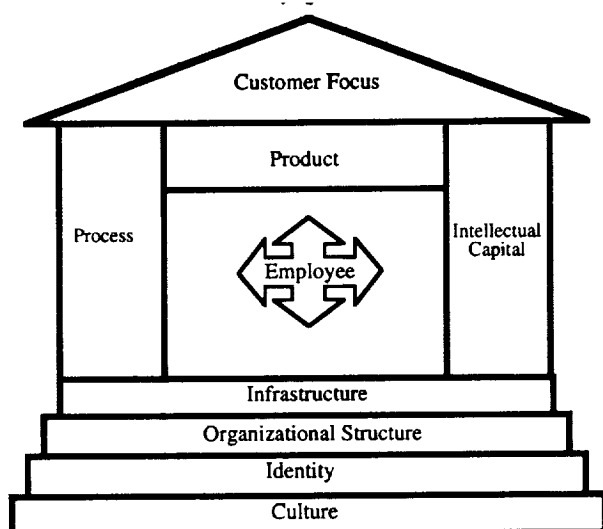 Customer Focus
Product
Process
Intellectual
Capital
Employee
Infrastructure
Organizational Structure
Identity
Culture